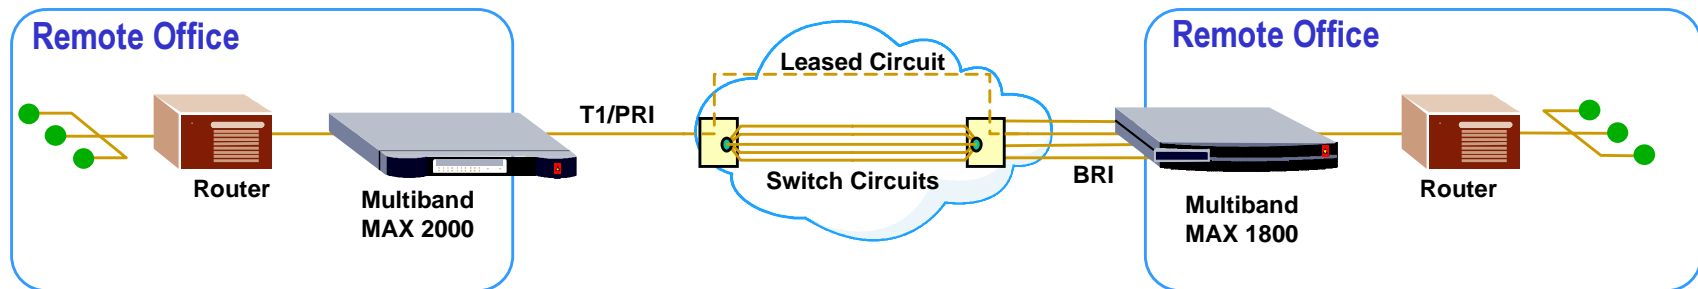 Remote Office
Remote Office
Leased Circuit
T1/PRI
Switch Circuits
BRI
Router
Multiband
MAX 2000
Multiband
MAX 1800
Router